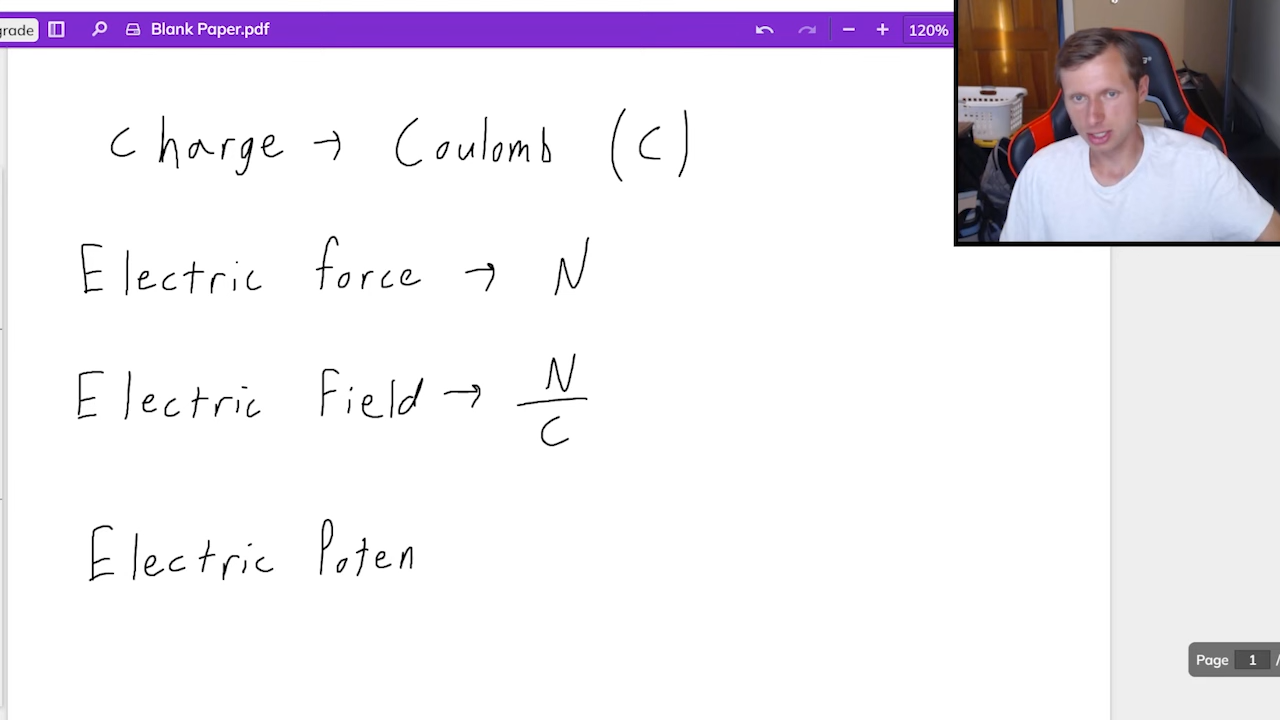 grade
Blank Paper.pdf
120%
Charge → Coulomb (C)
Electric force → N
Electric Field → N
C
Electric Poten
Page 1 /